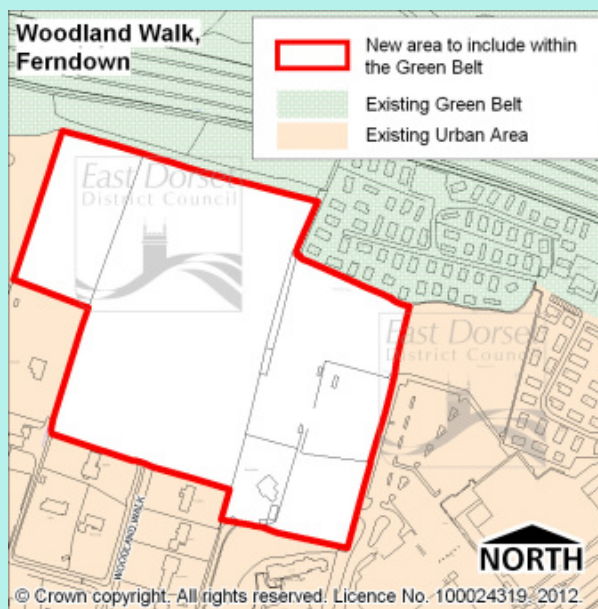 Woodland Walk,
Ferndown
New area to include within
the Green Belt
Existing Green Belt
Existing Urban Area
East Dorset
District Council
East Dorset
District Council
WOODLAND WALK
NORTH
© Crown copyright. All rights reserved. Licence No. 100024319. 2012.